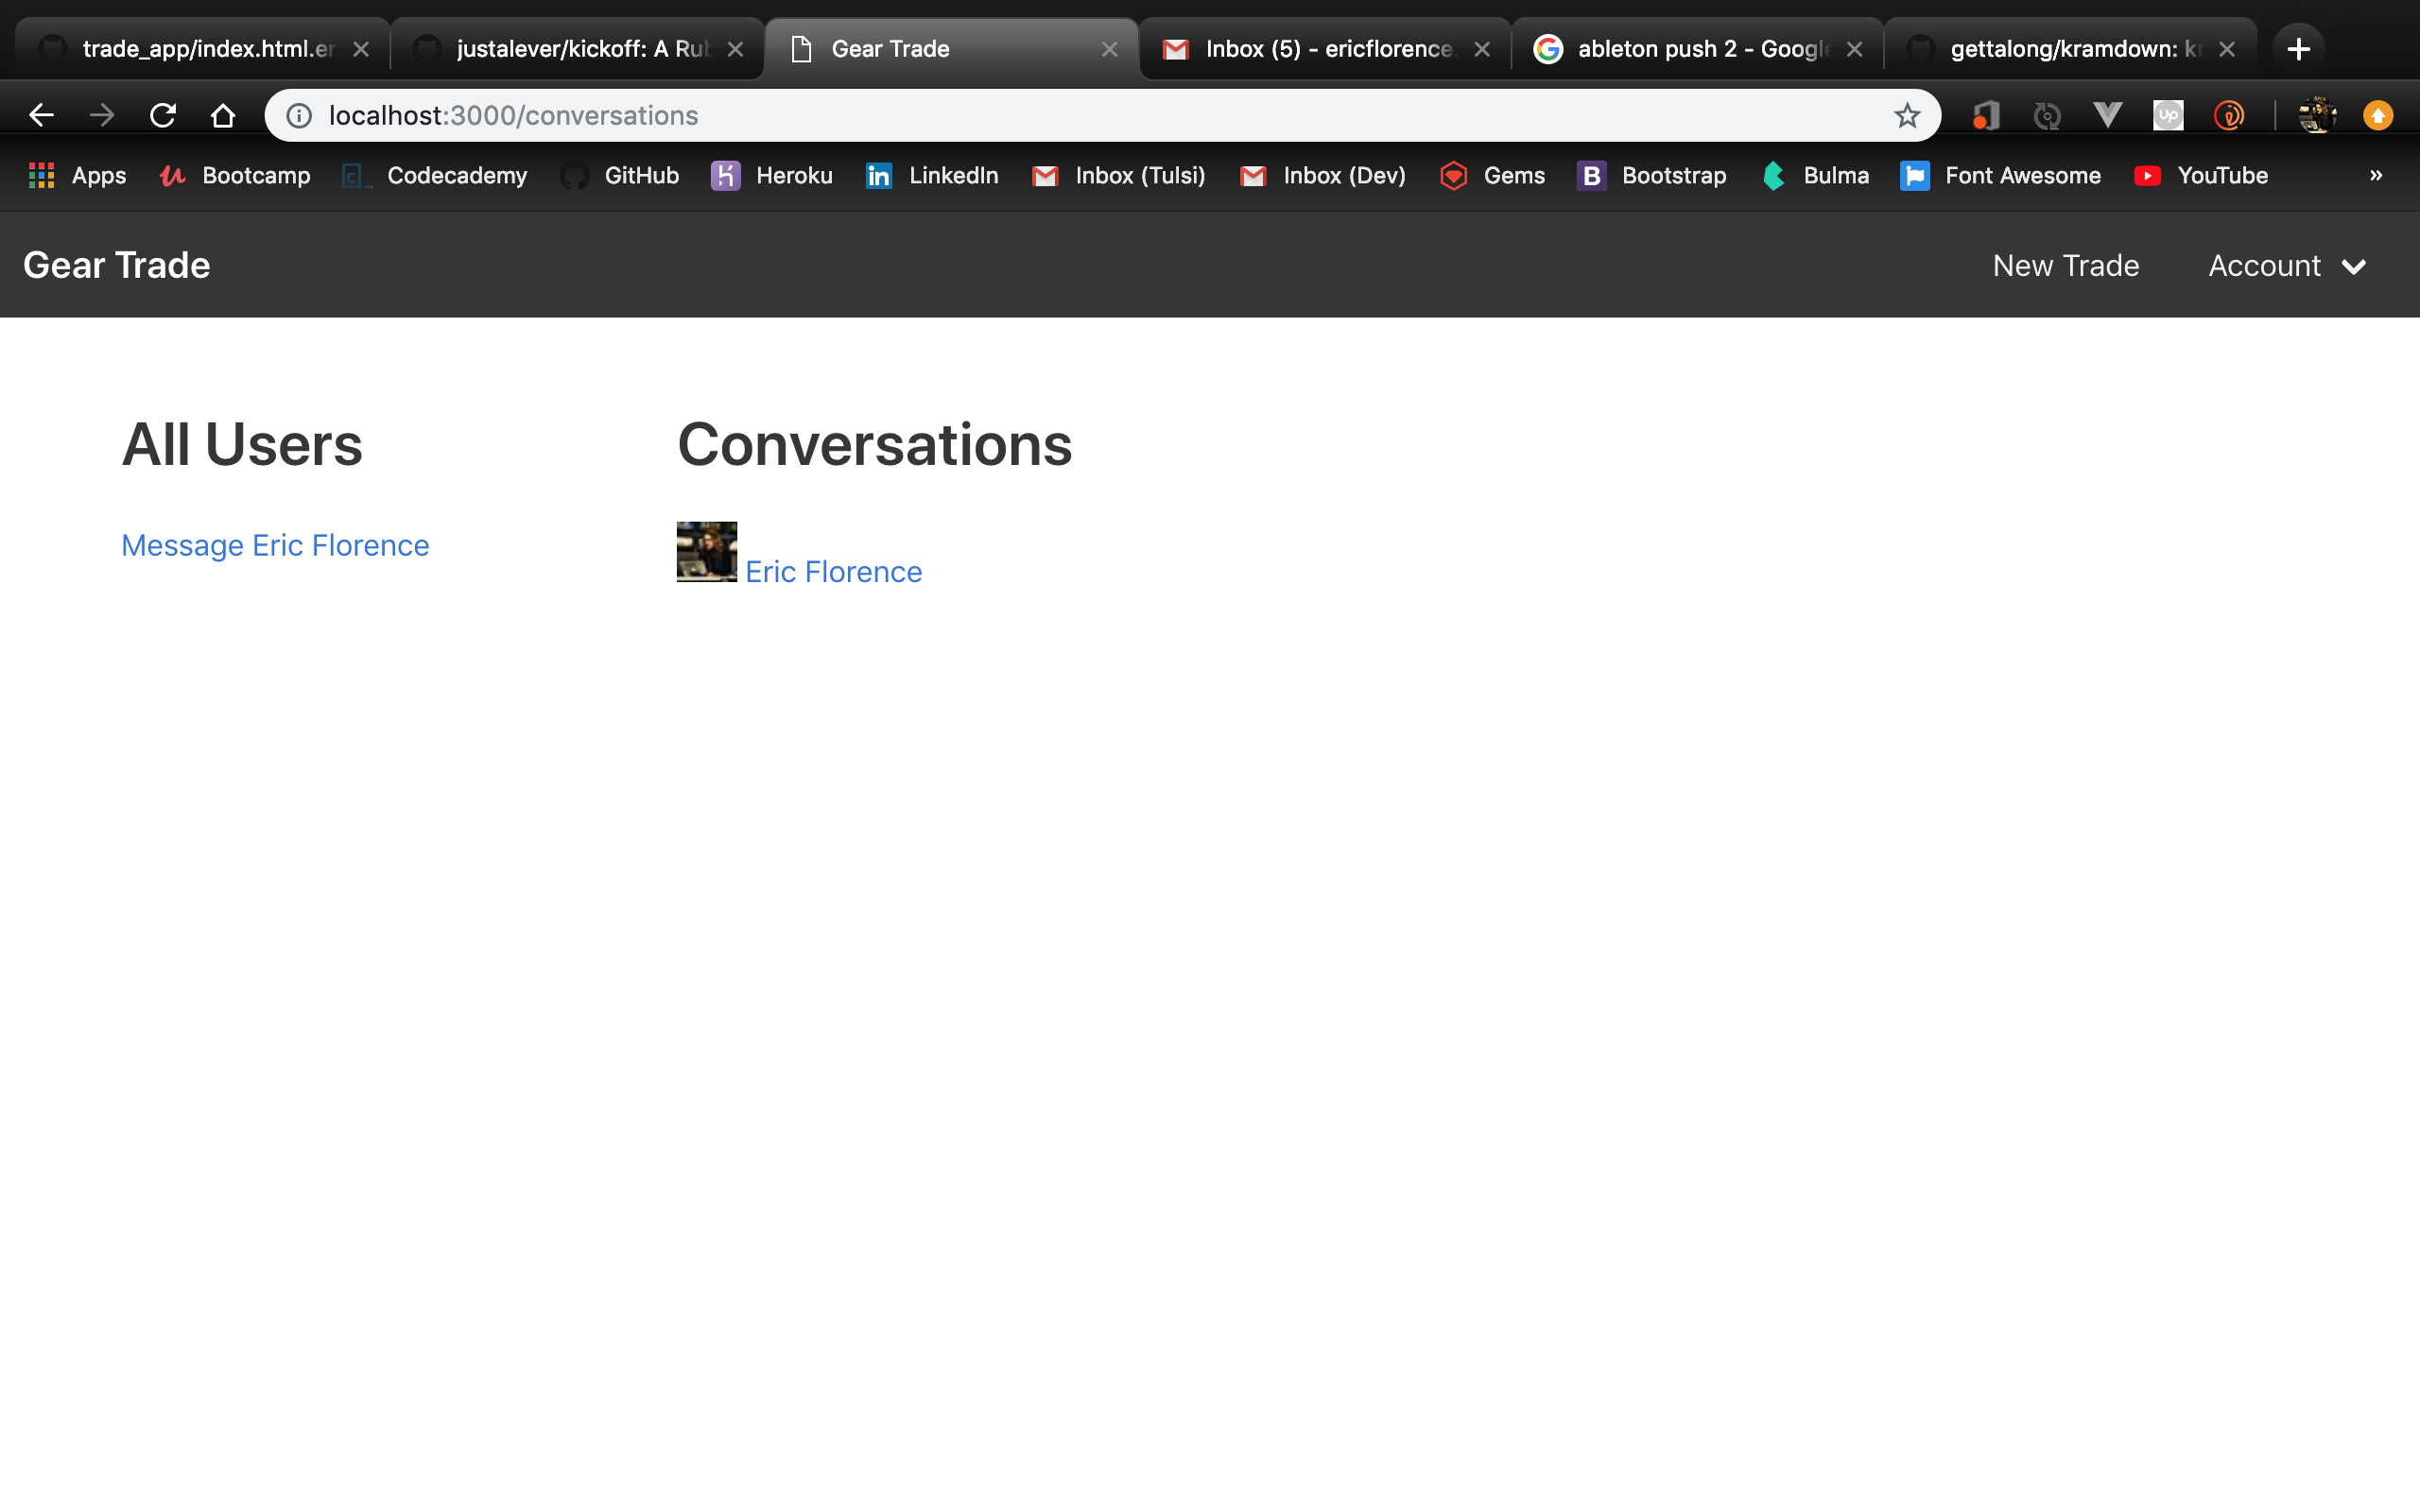 trade_app/index.html.er
justalever/kickoff: A Rub
Gear Trade
Inbox (5) - ericflorence.
ableton push 2 - Google
gettalong/kramdown: kr
localhost:3000/conversations
Apps Bootcamp Codecademy GitHub Heroku LinkedIn Inbox (Tulsi) Inbox (Dev) Gems B Bootstrap Bulma Font Awesome YouTube »
Gear Trade New Trade Account
All Users
Message Eric Florence
Conversations
Eric Florence